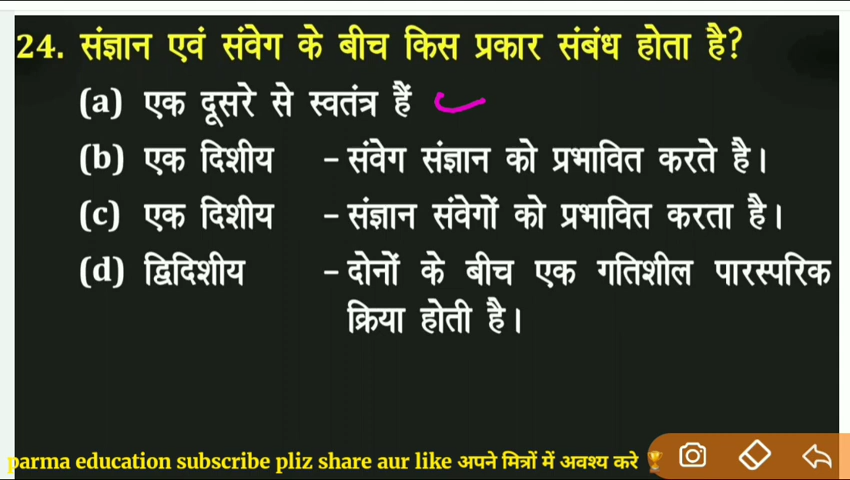 24. संज्ञान एवं संवेग के बीच किस प्रकार संबंध होता है?
(a) एक दूसरे से स्वतंत्र हैं
(b) एक दिशीय - संवेग संज्ञान को प्रभावित करते है।
(c) एक दिशीय - संज्ञान संवेगों को प्रभावित करता है।
(d) द्विदिशीय - दोनों के बीच एक गतिशील पारस्परिक
क्रिया होती है।
parma education subscribe pliz share aur like अपने मित्रों में अवश्य करे 🏆